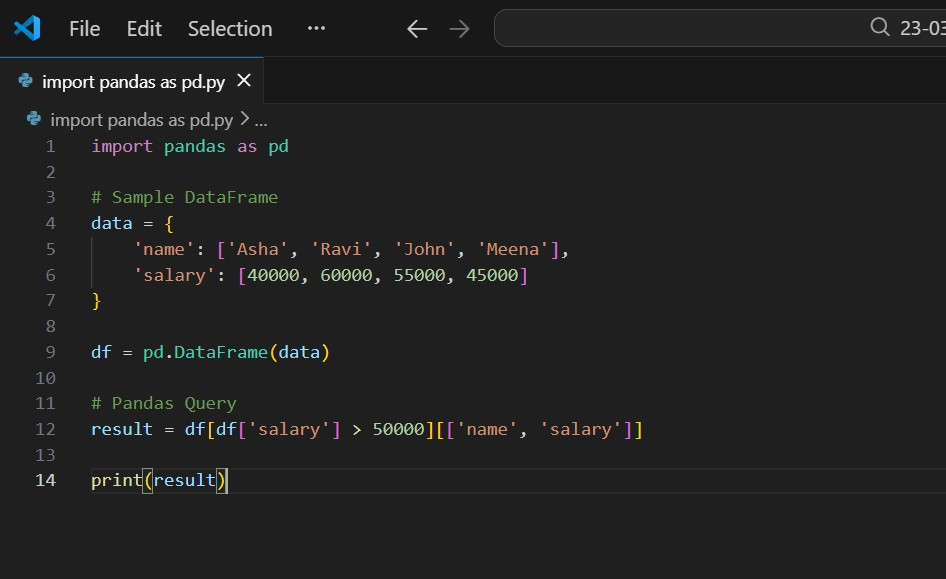 File Edit Selection ··· 23-03
import pandas as pd.py
import pandas as pd.py > ...
1 import pandas as pd
2
3 # Sample DataFrame
4 data = {
5     'name': ['Asha', 'Ravi', 'John', 'Meena'],
6     'salary': [40000, 60000, 55000, 45000]
7 }
8
9 df = pd.DataFrame(data)
10
11 # Pandas Query
12 result = df[df['salary'] > 50000][['name', 'salary']]
13
14 print(result)